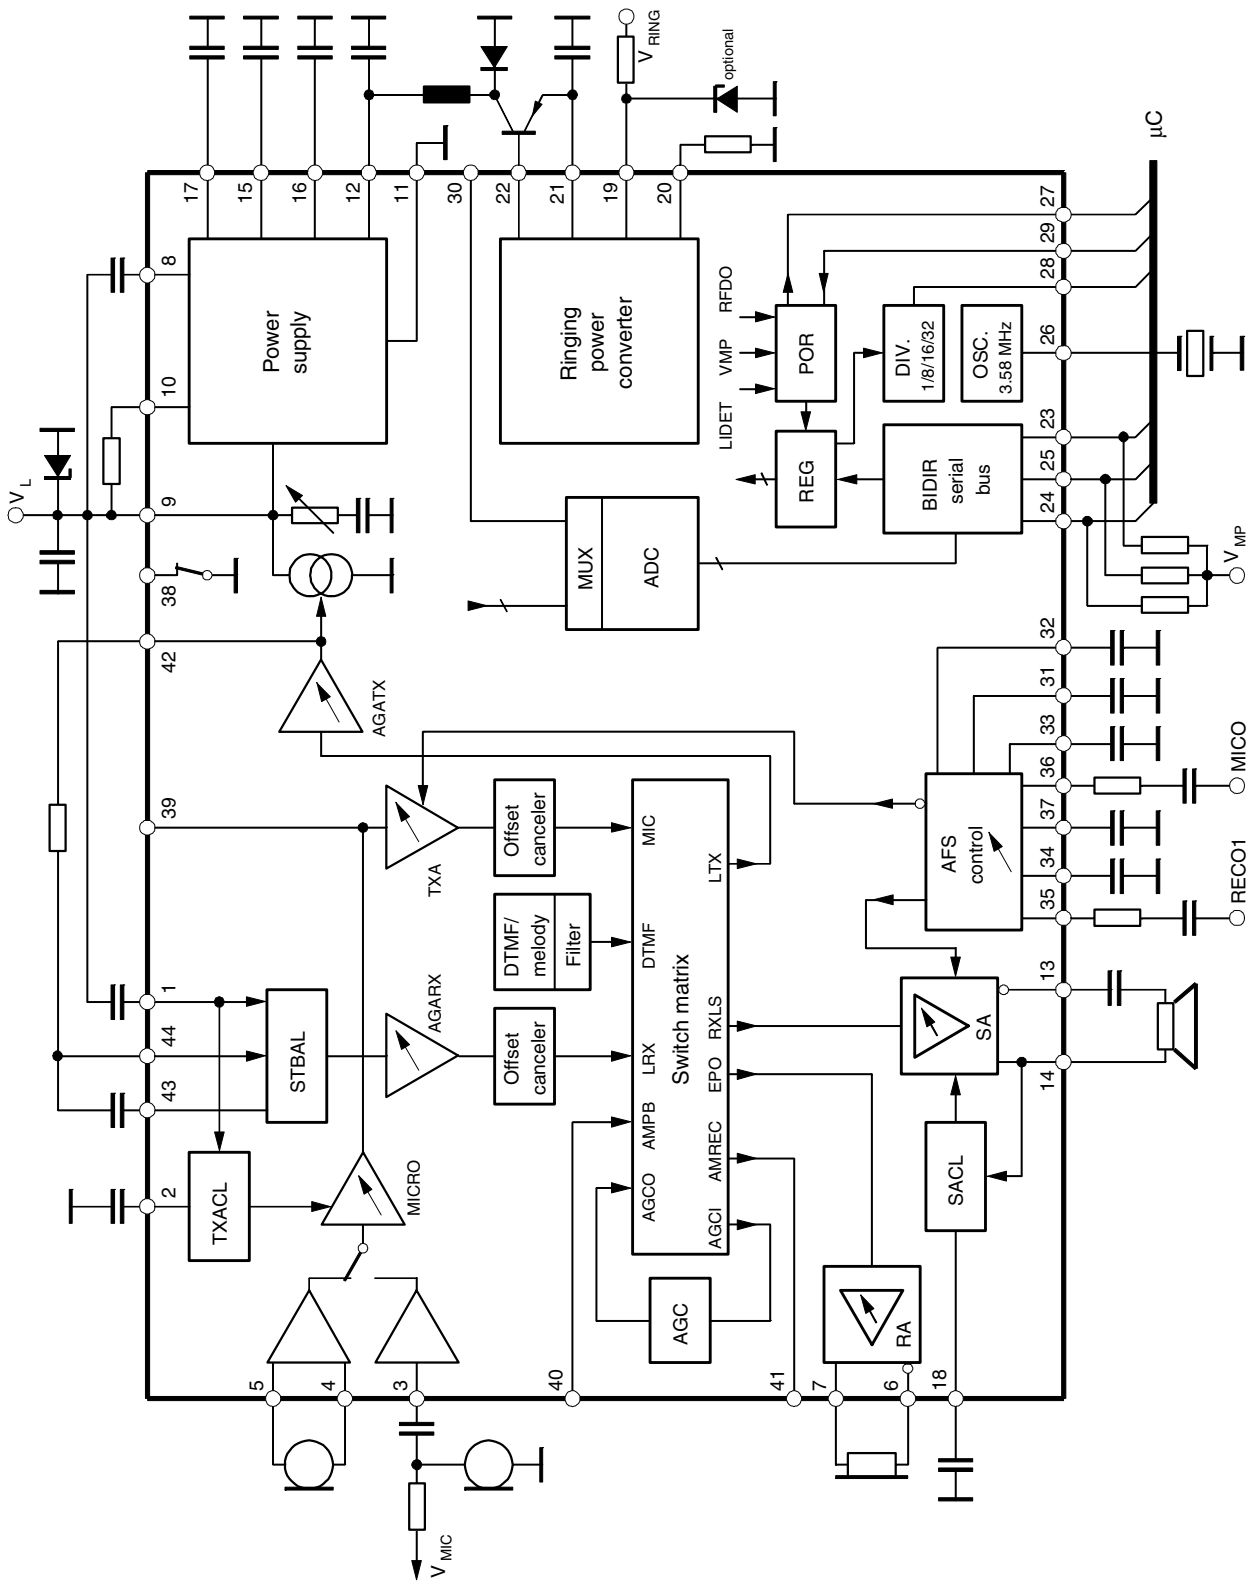 V L
V RING
optional
µC
17
15
16
12
11
30
22
21
19
20
8
10
9
38
42
39
1
44
43
2
Power
supply
Ringing
power
converter
RFDO
VMP
LIDET
POR
REG
DIV.
1/8/16/32
OSC.
3.58 MHz
BIDIR
serial
bus
MUX
ADC
27
29
28
26
23
25
24
V MP
32
31
33
36
37
34
35
13
14
MICO
RECO1
AGATX
TXA
Offset
canceler
DTMF/
melody
Filter
AGARX
Offset
canceler
STBAL
TXACL
MICRO
MIC
DTMF
LRX
AMPB
AGCO
Switch matrix
LTX
RXLS
EPO
AMREC
AGCI
AFS
control
SA
SACL
AGC
RA
5
4
3
40
41
7
6
18
V MIC